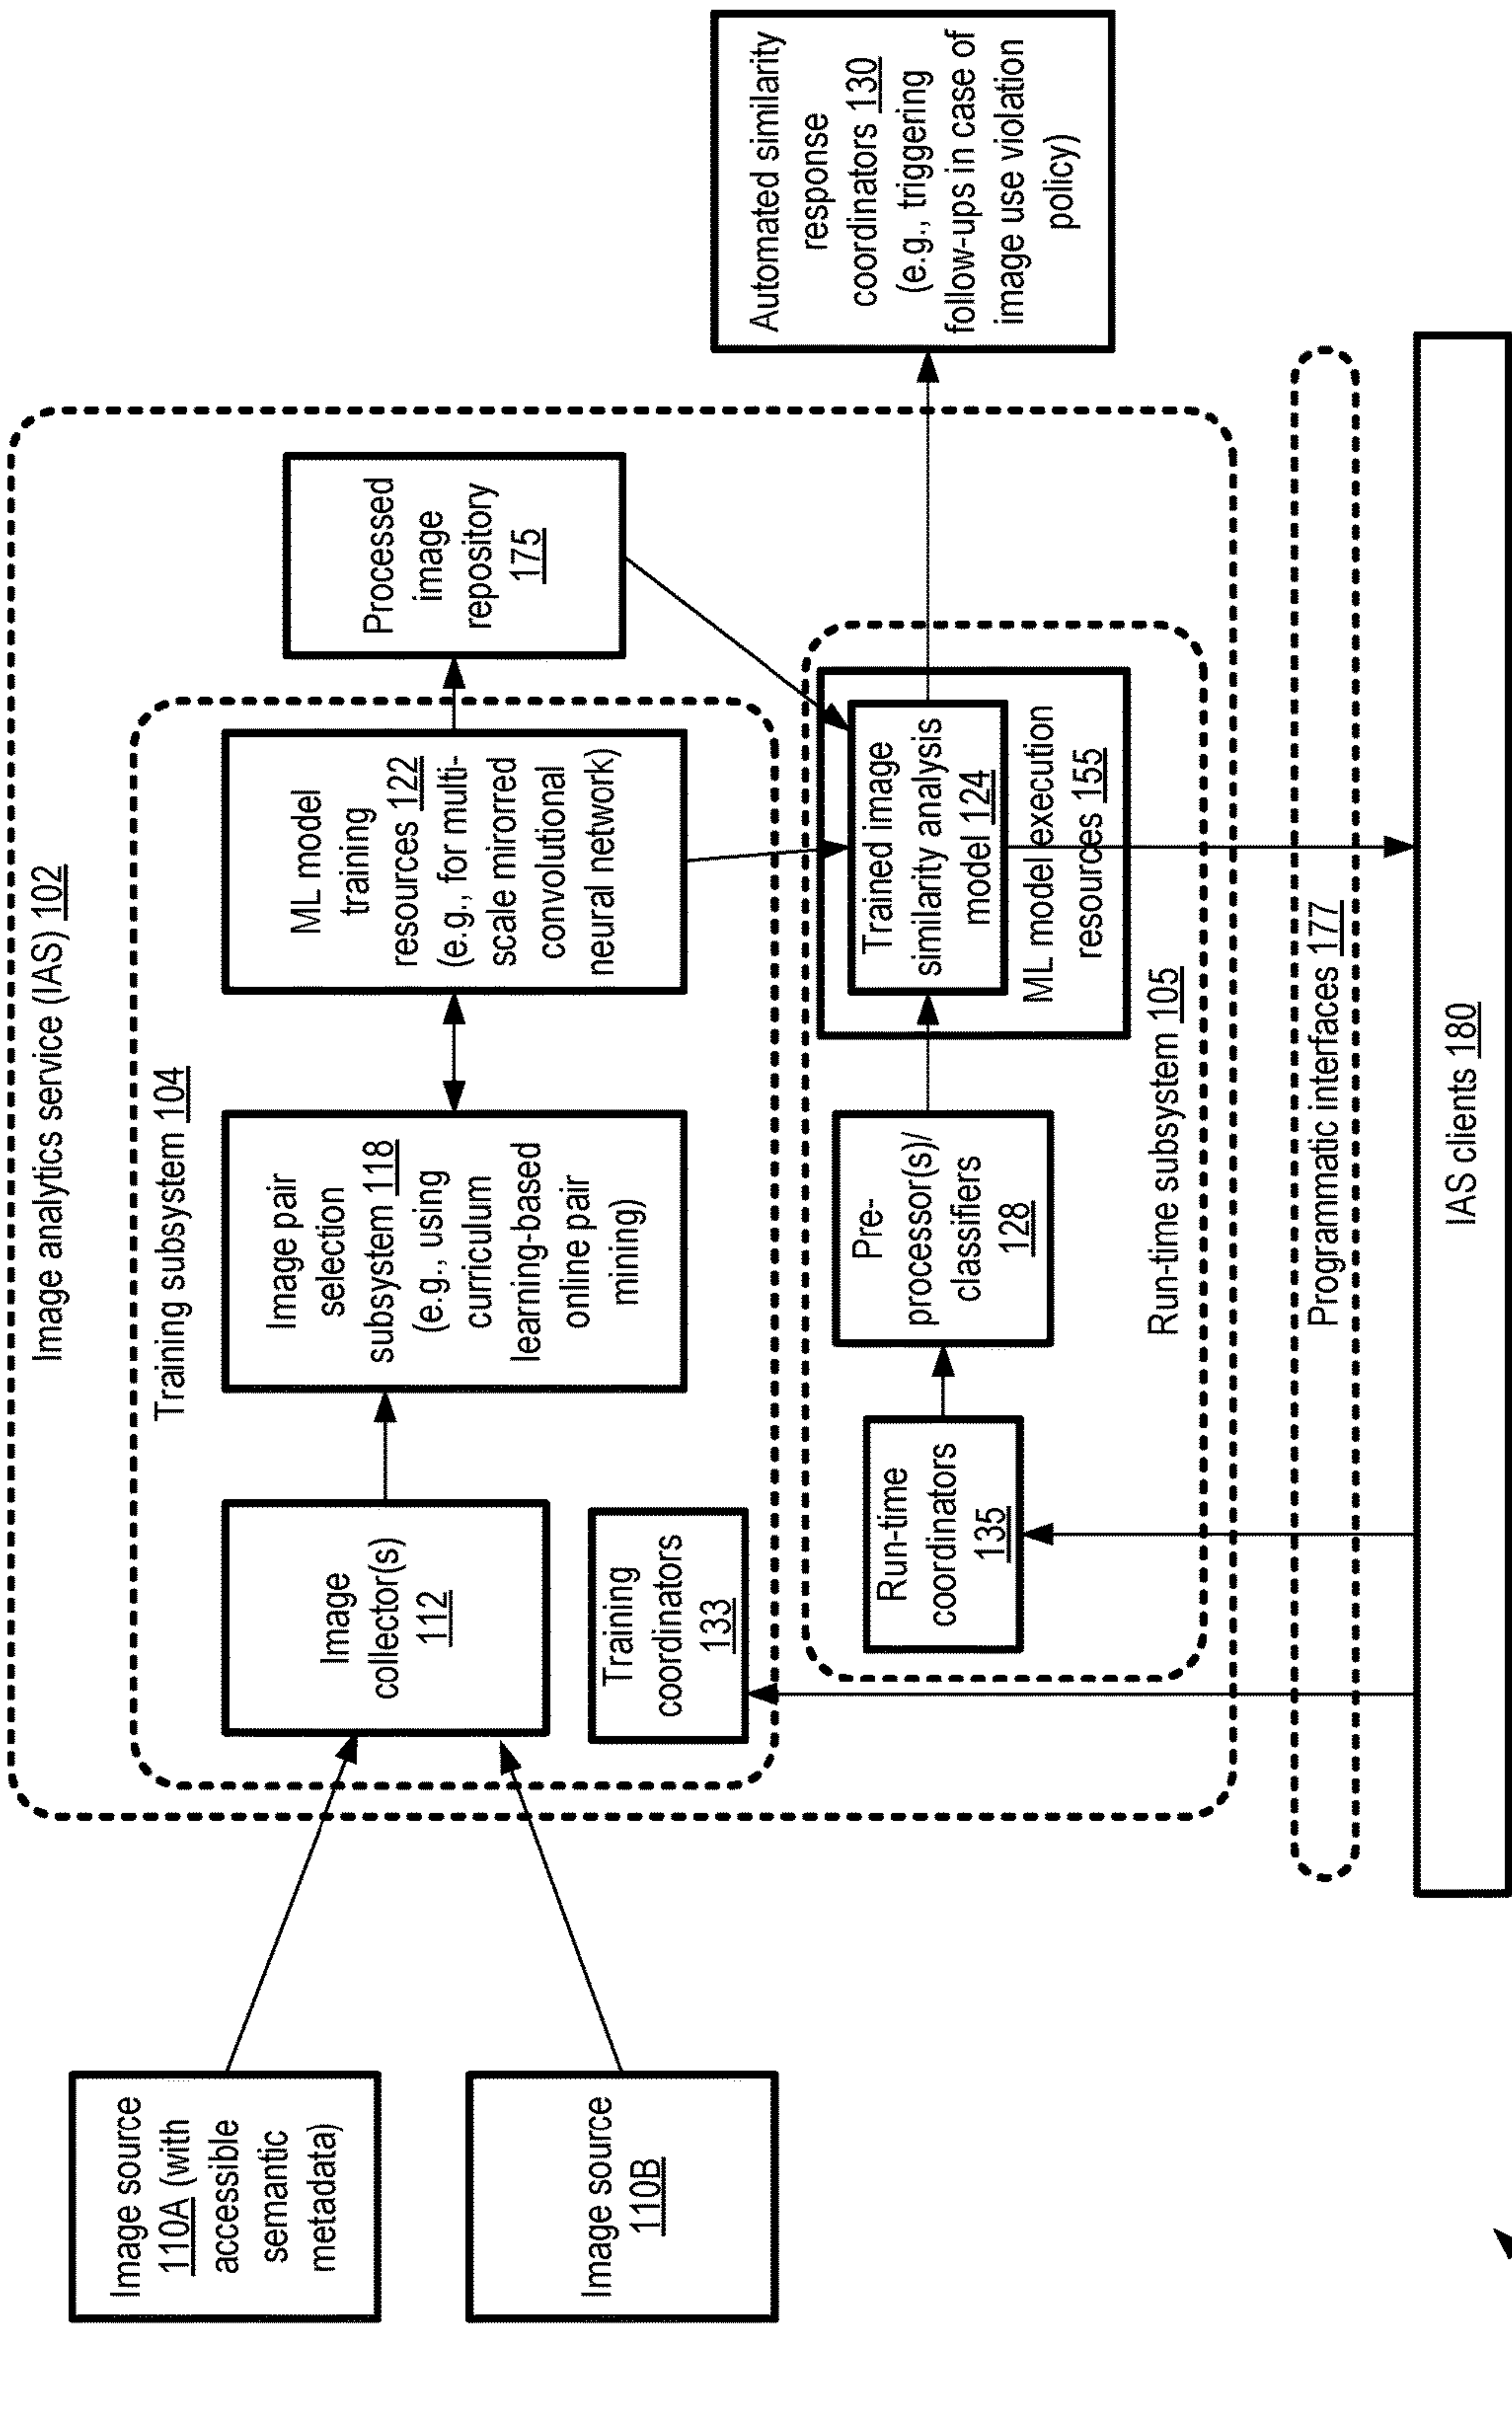 Image analytics service (IAS) 102
Training subsystem 104
Image source
110A (with
accessible
semantic
metadata)
Image source
110B
Image
collector(s)
112
Training
coordinators
133
Image pair
selection
subsystem 118
(e.g., using
curriculum
learning-based
online pair
mining)
ML model
training
resources 122
(e.g., for multi-
scale mirorred
convolutional
neural network)
Processed
image
repository
175
Run-time
coordinators
135
Pre-
processor(s)/
classifiers
128
Trained image
similarity analysis
model 124
ML model execution
resources 155
Run-time subsystem 105
Automated similarity
response
coordinators 130
(e.g., triggering
follow-ups in case of
image use violation
policy)
Programmatic interfaces 177
IAS clients 180